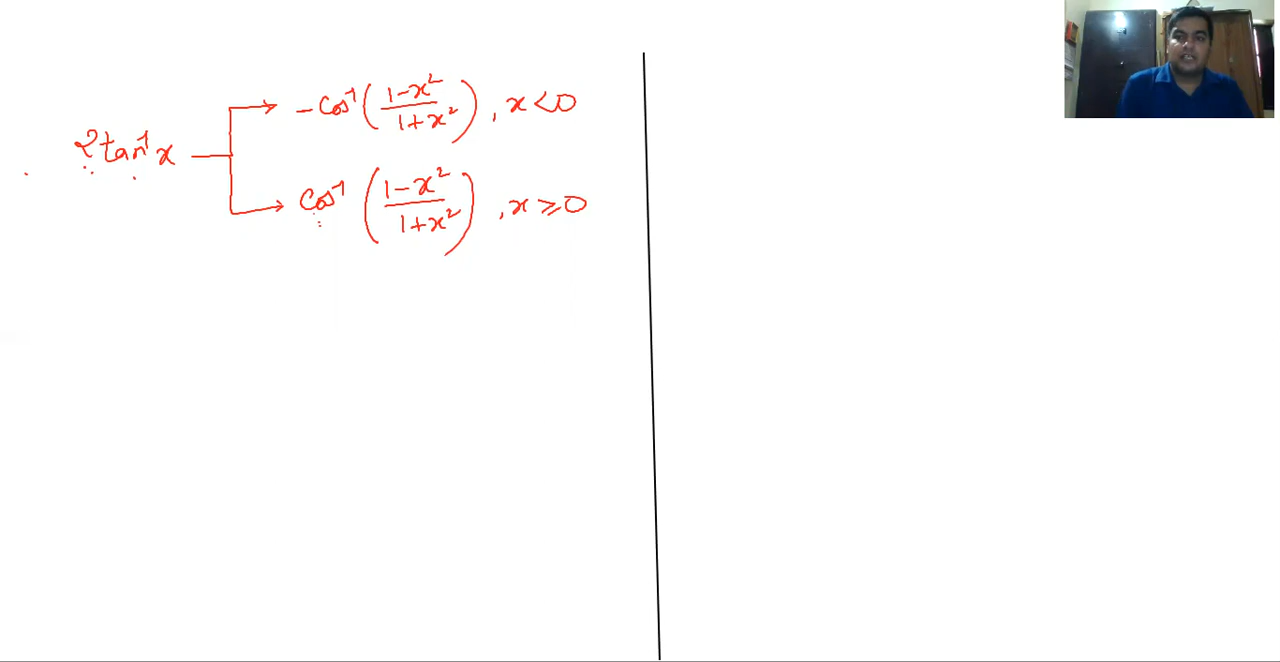 -Cos⁻¹ ( (1-x²)/(1+x²) ) , x<0
2tan⁻¹x
Cos⁻¹ ( (1-x²)/(1+x²) ) , x ≥ 0